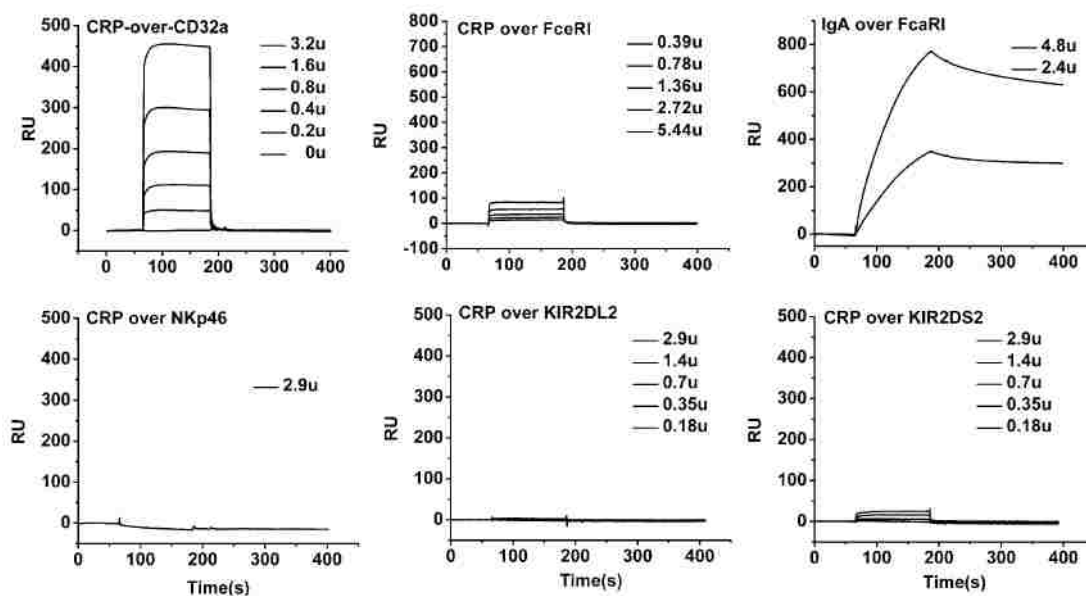 CRP-over-CD32a
3.2u
1.6u
0.8u
0.4u
0.2u
0u
RU
500
400
300
200
100
0
0 100 200 300 400
CRP over FceRI
0.39u
0.78u
1.36u
2.72u
5.44u
RU
800
700
600
500
400
300
200
100
0
-100
0 100 200 300 400
IgA over FcaRI
4.8u
2.4u
RU
800
600
400
200
0
0 100 200 300 400
CRP over NKp46
2.9u
RU
500
400
300
200
100
0
0 100 200 300 400
Time(s)
CRP over KIR2DL2
2.9u
1.4u
0.7u
0.35u
0.18u
RU
500
400
300
200
100
0
0 100 200 300 400
Time(s)
CRP over KIR2DS2
2.9u
1.4u
0.7u
0.35u
0.18u
RU
500
400
300
200
100
0
0 100 200 300 400
Time(s)